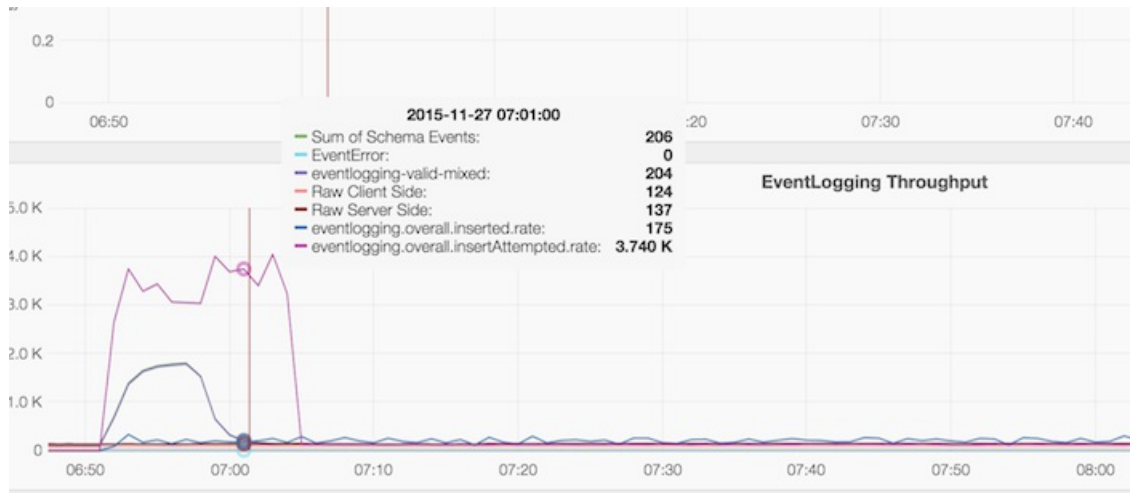 0.2
0
06:50
:20
07:30
07:40
2015-11-27 07:01:00
Sum of Schema Events: 206
EventError: 0
eventlogging-valid-mixed: 204
Raw Client Side: 124
Raw Server Side: 137
eventlogging.overall.inserted.rate: 175
eventlogging.overall.insertAttempted.rate: 3.740 K
EventLogging Throughput
5.0 K
4.0 K
3.0 K
2.0 K
1.0 K
0
06:50
07:00
07:10
07:20
07:30
07:40
07:50
08:00